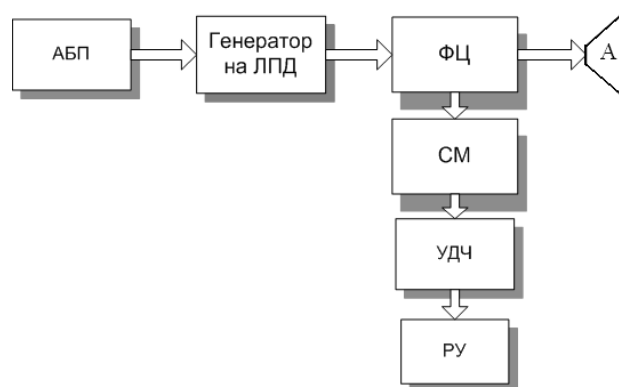 АБП
Генератор
на ЛПД
ФЦ
А
СМ
УДЧ
РУ